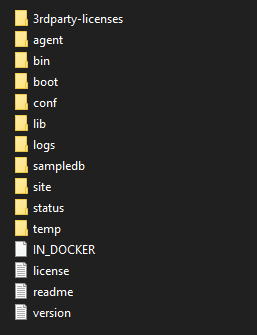 3rdparty-licenses
agent
bin
boot
conf
lib
logs
sampledb
site
status
temp
IN_DOCKER
license
readme
version